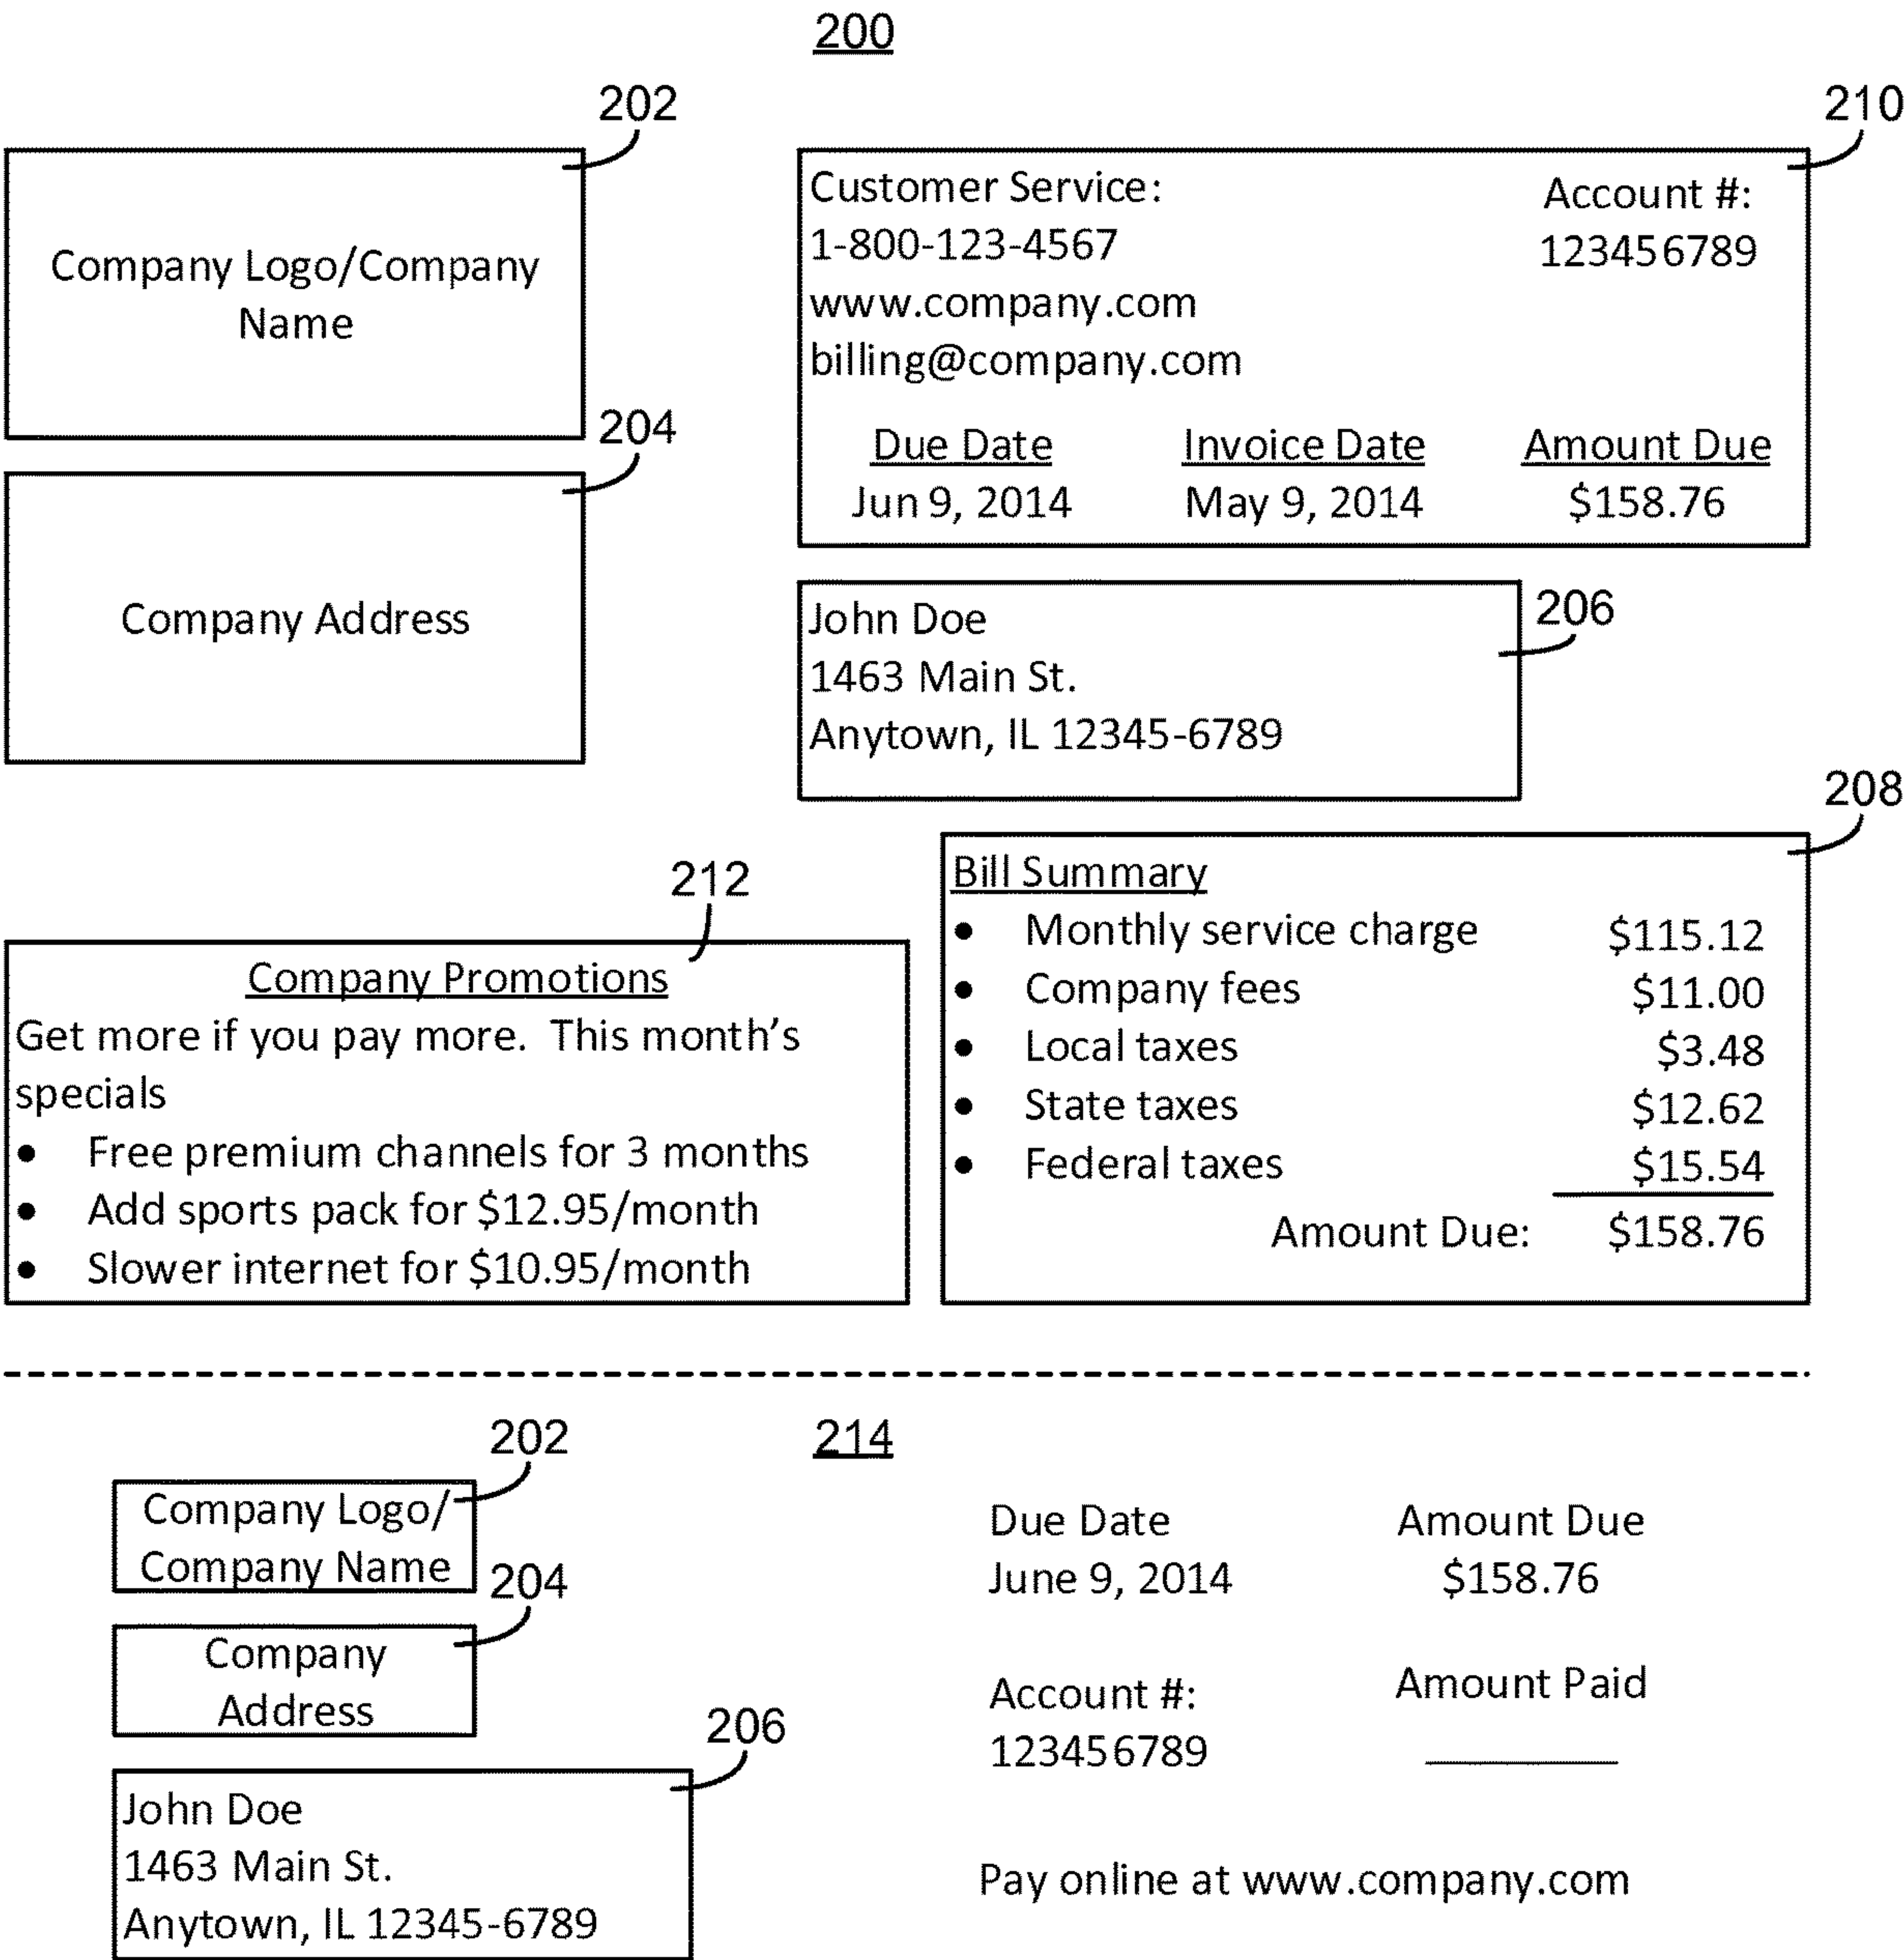 200
202
Company Logo/Company
Name
204
Company Address
210
Customer Service:
1-800-123-4567
www.company.com
billing@company.com
Account #:
123456789
Due Date Invoice Date Amount Due
Jun 9, 2014 May 9, 2014 $158.76
206
John Doe
1463 Main St.
Anytown, IL 12345-6789
212
Company Promotions
Get more if you pay more. This month's
specials
• Free premium channels for 3 months
• Add sports pack for $12.95/month
• Slower internet for $10.95/month
208
Bill Summary
• Monthly service charge $115.12
• Company fees $11.00
• Local taxes $3.48
• State taxes $12.62
• Federal taxes $15.54
Amount Due: $158.76
214
202
Company Logo/
Company Name
204
Company
Address
206
John Doe
1463 Main St.
Anytown, IL 12345-6789
Due Date Amount Due
June 9, 2014 $158.76
Account #: Amount Paid
123456789
Pay online at www.company.com